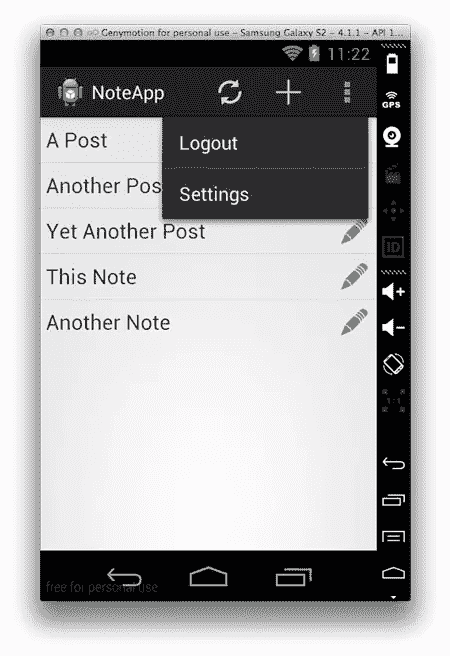 Genymotion for personal use – Samsung Galaxy S2 – 4.1.1 – API 1...
11:22
NoteApp
GPS
A Post
Logout
Another Pos
Settings
Yet Another Post
ID
This Note
Another Note
1:1
free for personal use